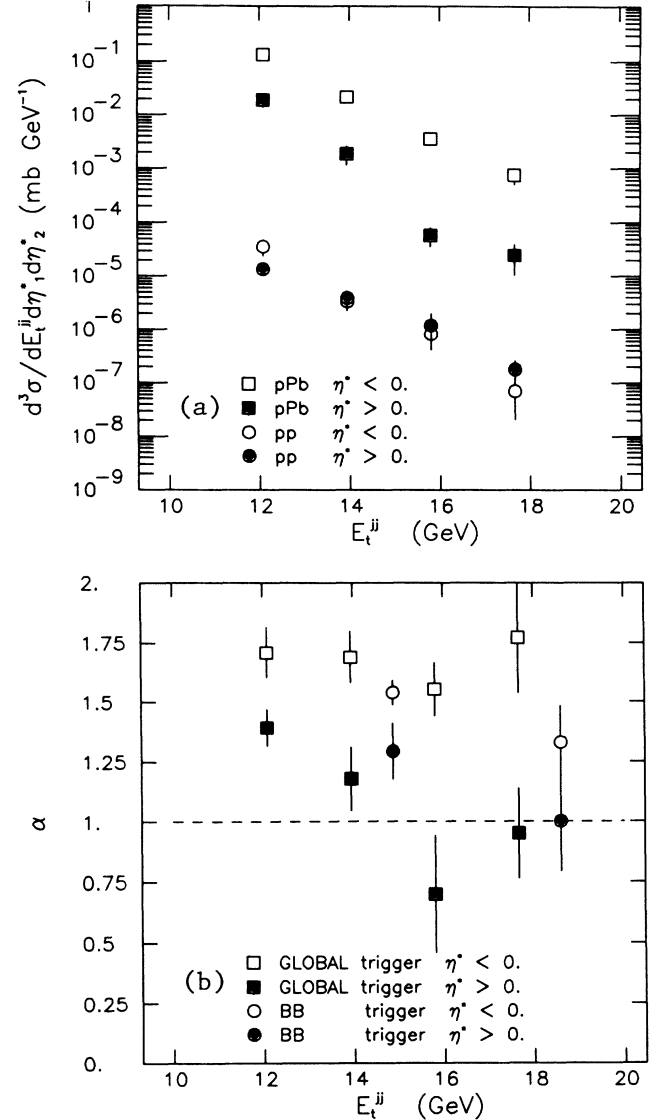 10⁻¹
10⁻²
10⁻³
10⁻⁴
10⁻⁵
10⁻⁶
10⁻⁷
10⁻⁸
10⁻⁹
d³σ/dE_t^jj dη*₁dη*₂ (mb GeV⁻¹)
(a)
□ pPb η* < 0.
■ pPb η* > 0.
○ pp η* < 0.
● pp η* > 0.
10 12 14 16 18 20
E_t^jj (GeV)
2.
1.75
1.5
1.25
1.
0.75
0.5
0.25
0.
α
(b)
□ GLOBAL trigger η* < 0.
■ GLOBAL trigger η* > 0.
○ BB trigger η* < 0.
● BB trigger η* > 0.
10 12 14 16 18 20
E_t^jj (GeV)